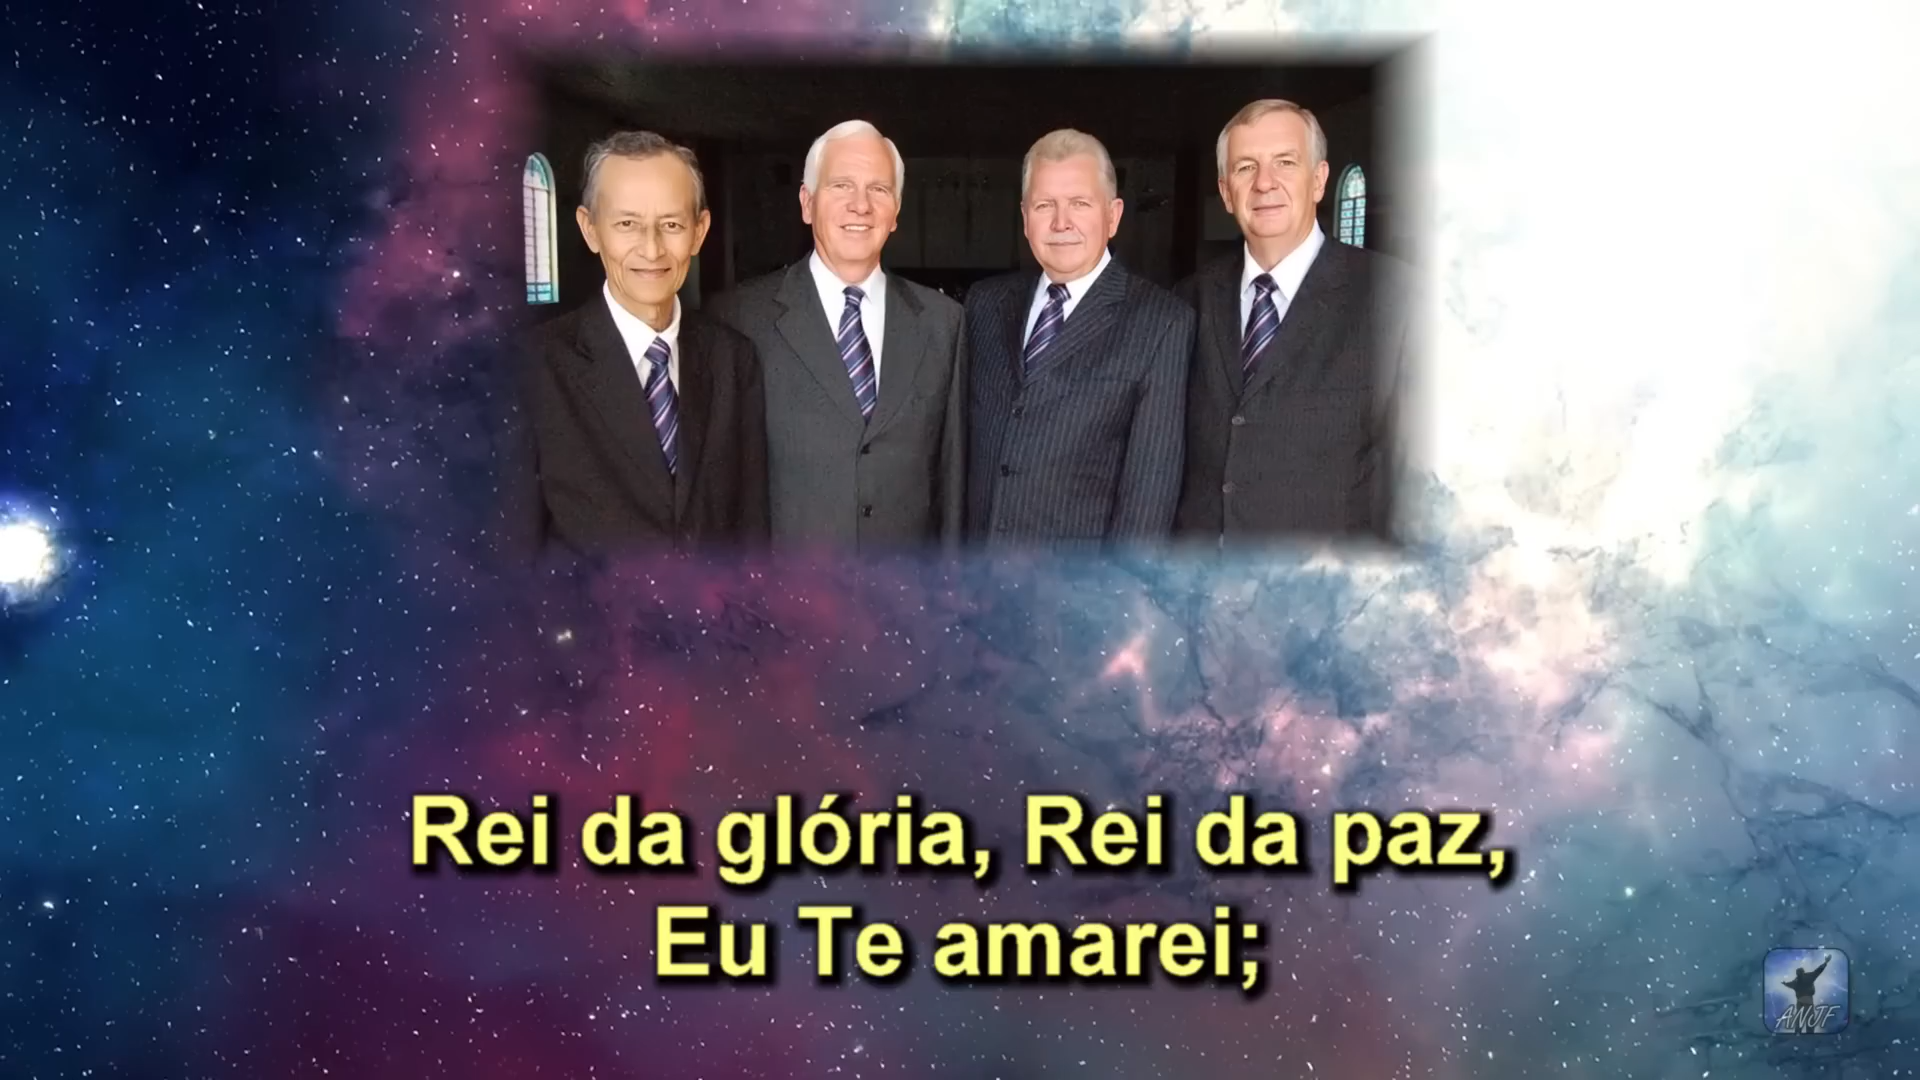 Rei da glória, Rei da paz,
Eu Te amarei;
ANJF